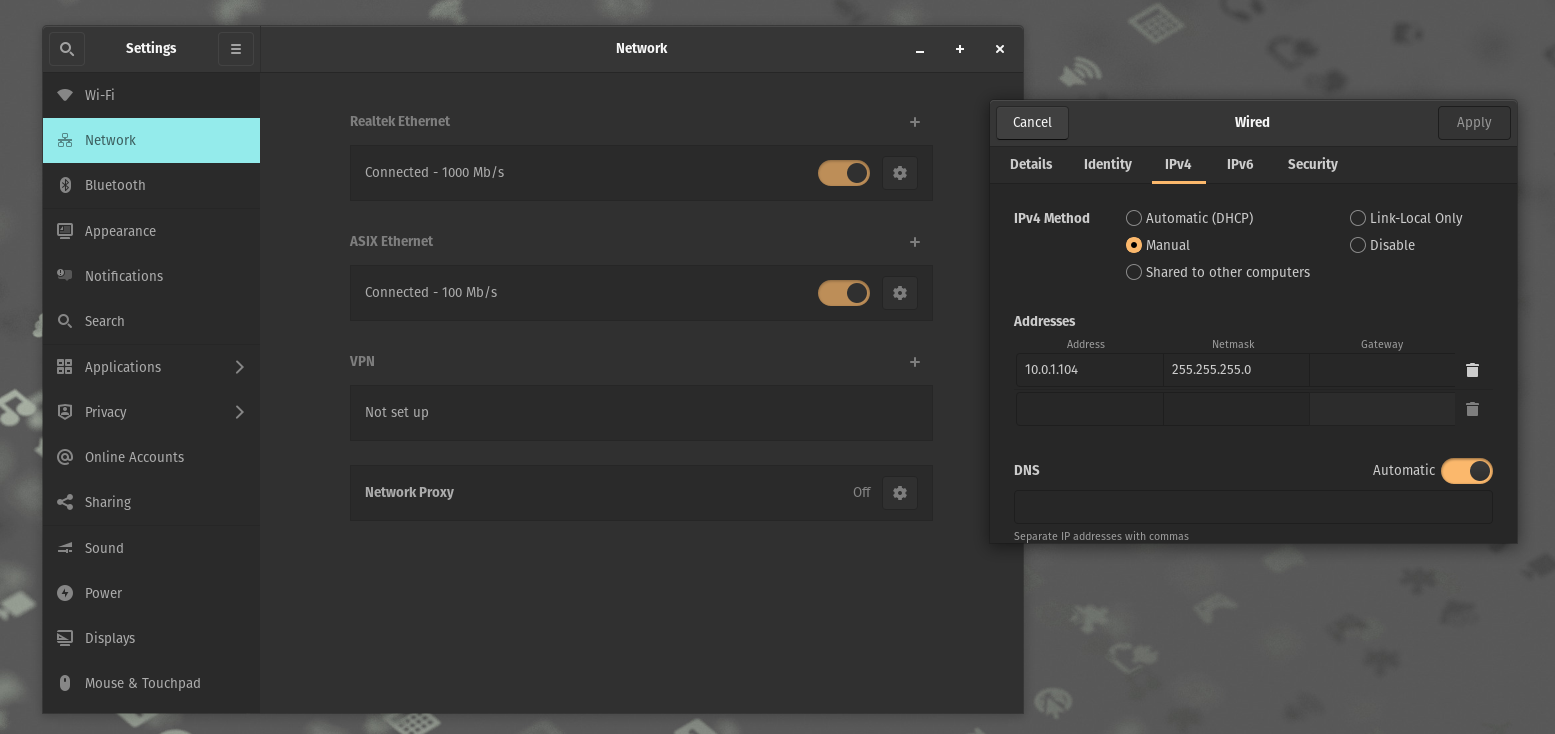 Settings
Network
Wi-Fi
Network
Bluetooth
Appearance
Notifications
Search
Applications
Privacy
Online Accounts
Sharing
Sound
Power
Displays
Mouse & Touchpad
Realtek Ethernet
Connected - 1000 Mb/s
ASIX Ethernet
Connected - 100 Mb/s
VPN
Not set up
Network Proxy Off
Cancel Wired Apply
Details Identity IPv4 IPv6 Security
IPv4 Method Automatic (DHCP) Link-Local Only
Manual Disable
Shared to other computers
Addresses
Address Netmask Gateway
10.0.1.104 255.255.255.0
DNS Automatic
Separate IP addresses with commas